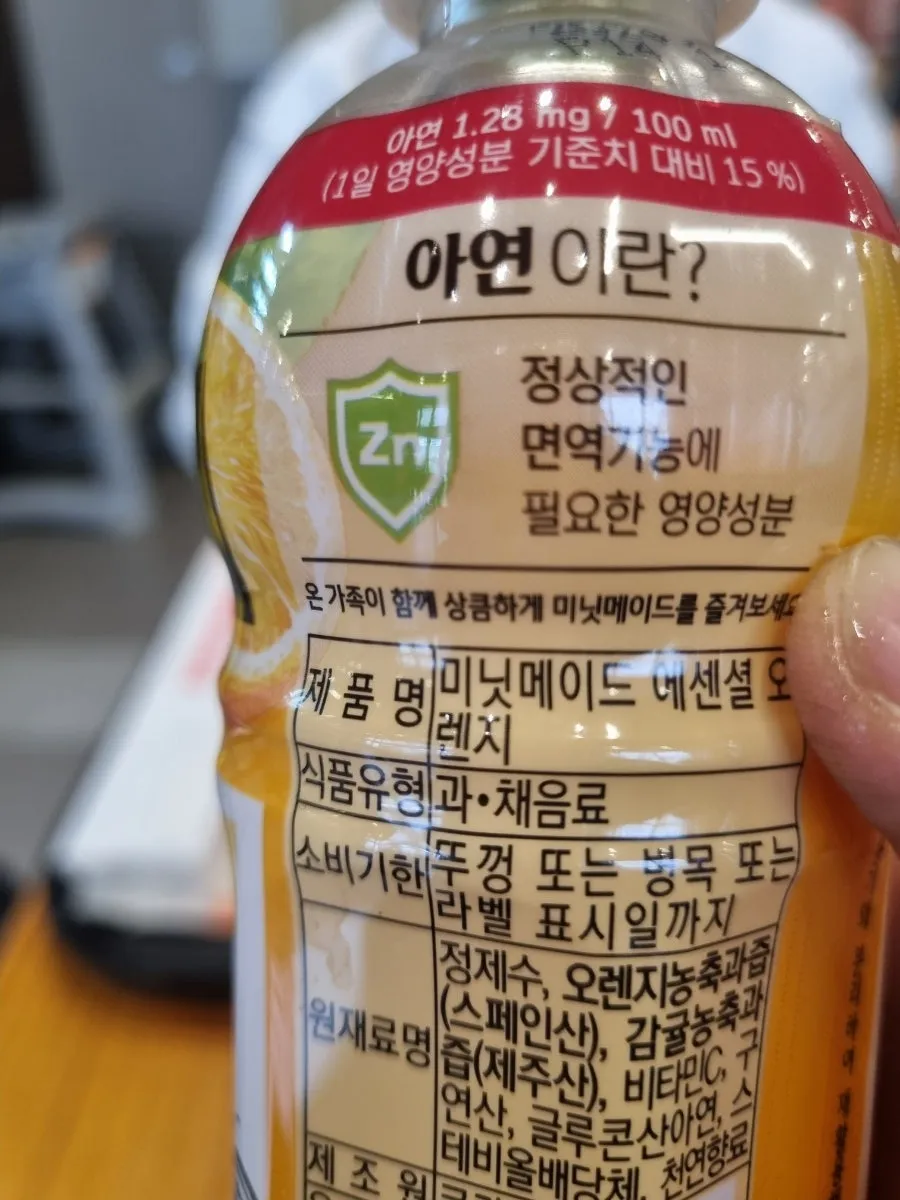 아연 1.28 mg / 100 ml
(1일 영양성분 기준치 대비 15 %)
아연이란?
Zn
정상적인
면역기능에
필요한 영양성분
온가족이 함께 상큼하게 미닛메이드를 즐겨보세요
제 품 명 미닛메이드 에센셜 오
렌지
식품유형 과•채음료
소비기한 뚜껑 또는 병목 또는
라벨 표시일까지
원재료명 정제수, 오렌지농축과즙
(스페인산), 감귤농축과
즙(제주산), 비타민C, 구
연산, 글루콘산아연, 스
테비올배당체, 천연향료
제 조 원